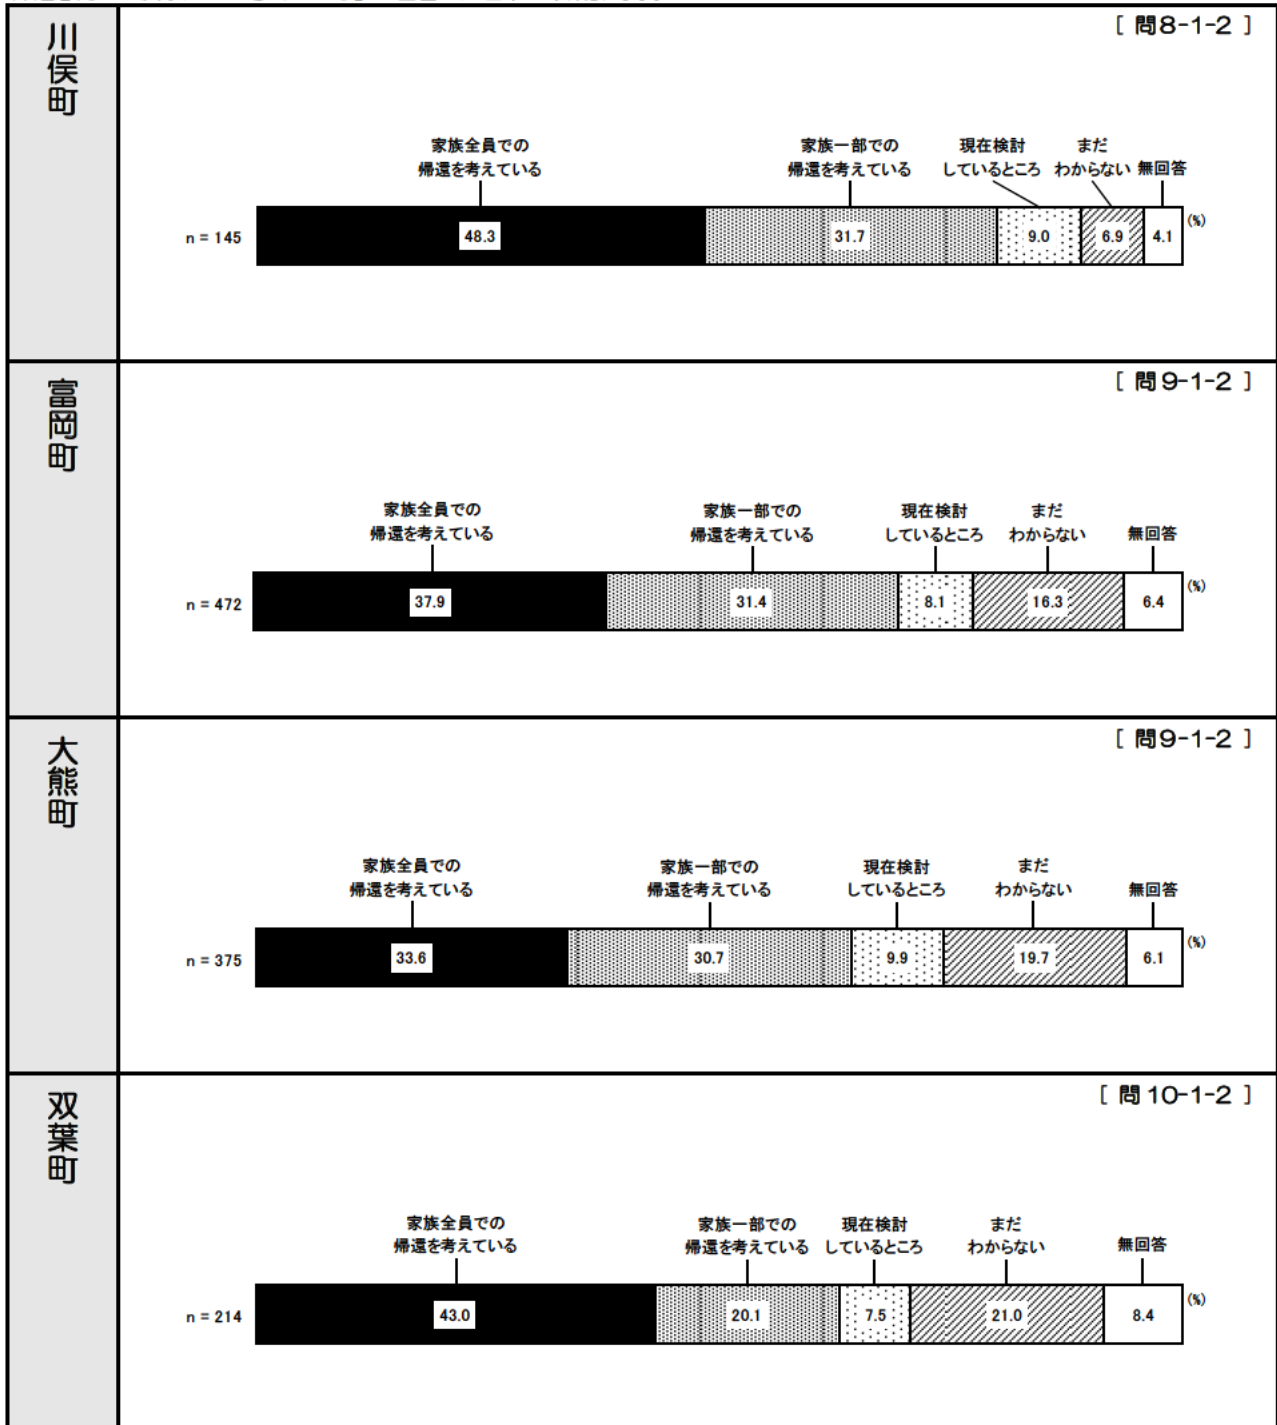 川俣町
[ 問8-1-2 ]
家族全員での
帰還を考えている
家族一部での
帰還を考えている
現在検討
しているところ
まだ
わからない
無回答
n = 145
48.3
31.7
9.0
6.9
4.1
(%)
富岡町
[ 問9-1-2 ]
家族全員での
帰還を考えている
家族一部での
帰還を考えている
現在検討
しているところ
まだ
わからない
無回答
n = 472
37.9
31.4
8.1
16.3
6.4
(%)
大熊町
[ 問9-1-2 ]
家族全員での
帰還を考えている
家族一部での
帰還を考えている
現在検討
しているところ
まだ
わからない
無回答
n = 375
33.6
30.7
9.9
19.7
6.1
(%)
双葉町
[ 問10-1-2 ]
家族全員での
帰還を考えている
家族一部での
帰還を考えている
現在検討
しているところ
まだ
わからない
無回答
n = 214
43.0
20.1
7.5
21.0
8.4
(%)